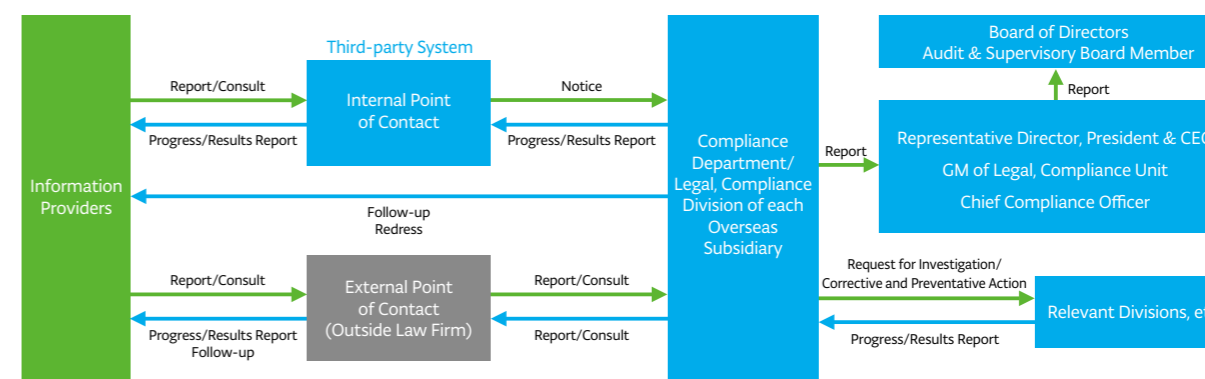 Information
Providers
Report/Consult
Progress/Results Report
Third-party System
Internal Point
of Contact
Notice
Progress/Results Report
Follow-up
Redress
Report/Consult
Progress/Results Report
Follow-up
External Point
of Contact
(Outside Law Firm)
Report/Consult
Report/Consult
Compliance
Department/
Legal, Compliance
Division of each
Overseas
Subsidiary
Report
Board of Directors
Audit & Supervisory Board Member
Report
Representative Director, President & CEO
GM of Legal, Compliance Unit
Chief Compliance Officer
Request for Investigation/
Corrective and Preventative Action
Progress/Results Report
Relevant Divisions,